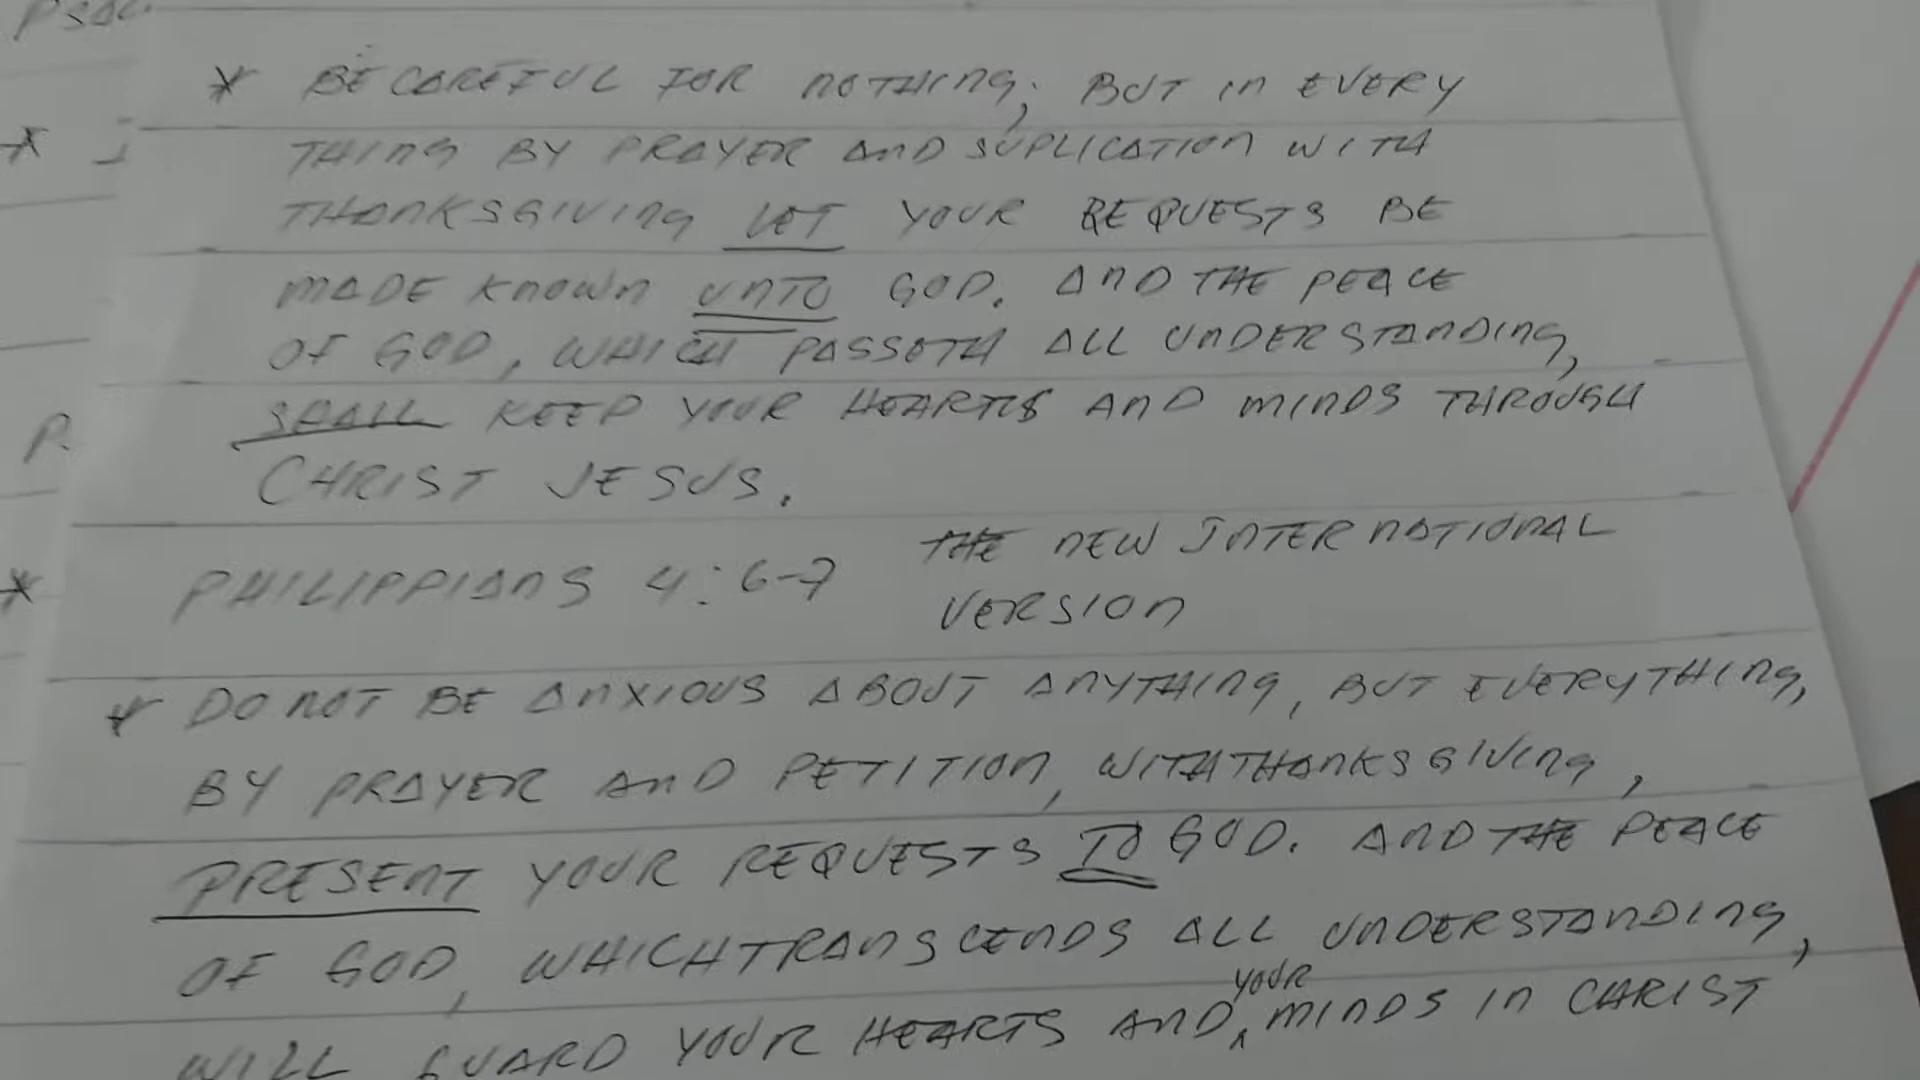 * BE CAREFUL FOR NOTHING; BUT IN EVERY
THING BY PRAYER AND SUPLICATION WITH
THANKSGIVING LET YOUR REQUESTS BE
MADE KNOWN UNTO GOD. AND THE PEACE
OF GOD, WHICH PASSETH ALL UNDERSTANDING,
SHALL KEEP YOUR HEARTS AND MINDS THROUGH
CHRIST JESUS.
PHILIPPIANS 4:6-7 THE NEW INTERNATIONAL
VERSION
* DO NOT BE ANXIOUS ABOUT ANYTHING, BUT EVERYTHING,
BY PRAYER AND PETITION, WITH THANKSGIVING,
PRESENT YOUR REQUESTS TO GOD. AND THE PEACE
OF GOD, WHICH TRANSCENDS ALL UNDERSTANDING,
WILL GUARD YOUR HEARTS AND YOUR MINDS IN CHRIST